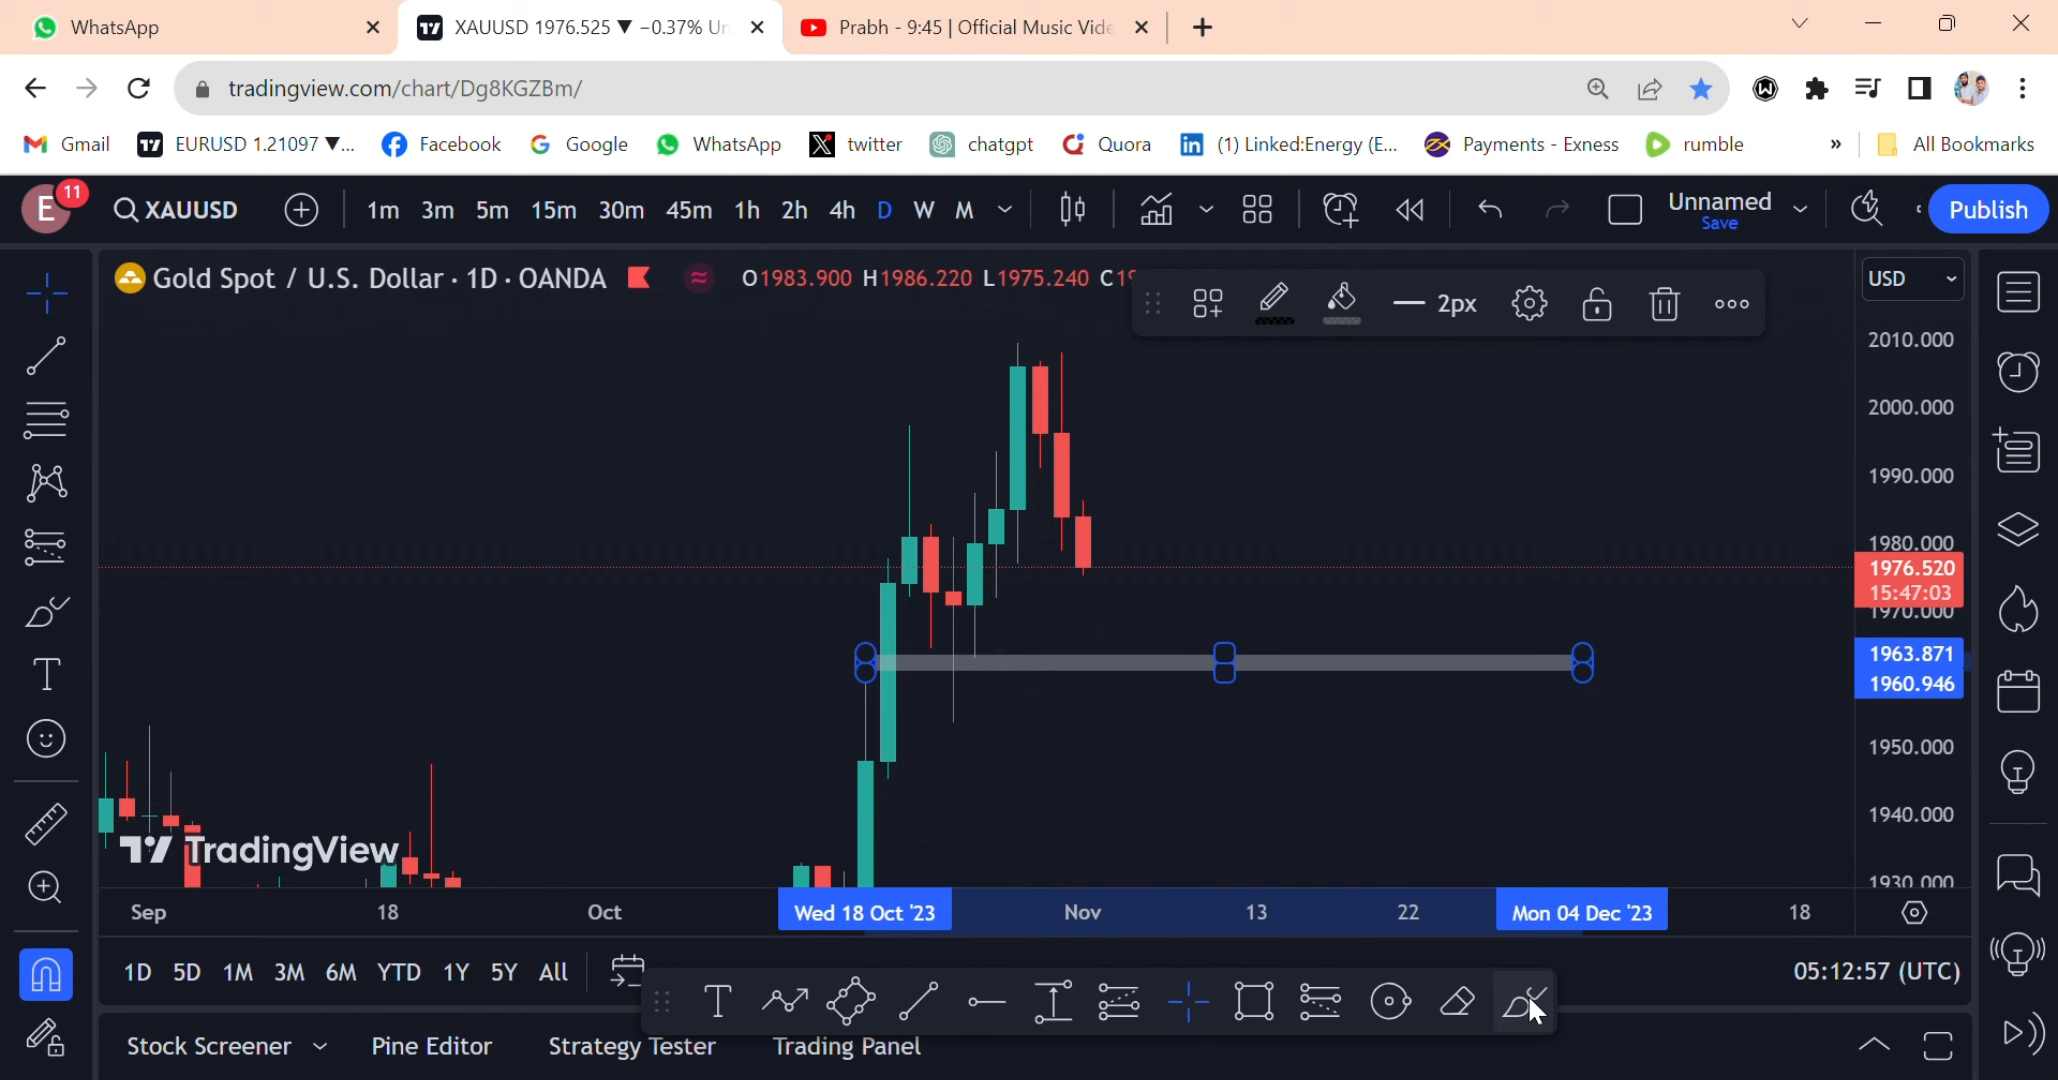 WhatsApp
XAUUSD 1976.525 ▼ −0.37% Un
Prabh - 9:45 | Official Music Vide
tradingview.com/chart/Dg8KGZBm/
Gmail
EURUSD 1.21097 ▼...
Facebook
Google
WhatsApp
twitter
chatgpt
Quora
(1) Linked:Energy (E...
Payments - Exness
rumble
»
All Bookmarks
E
11
XAUUSD
1m 3m 5m 15m 30m 45m 1h 2h 4h D W M
Unnamed
Save
Publish
Gold Spot / U.S. Dollar · 1D · OANDA
O1983.900 H1986.220 L1975.240 C19
2px
USD
2010.000
2000.000
1990.000
1980.000
1976.520
15:47:03
1970.000
1963.871
1960.946
1950.000
1940.000
1930.000
TradingView
Sep
18
Oct
Wed 18 Oct '23
Nov
13
22
Mon 04 Dec '23
18
1D 5D 1M 3M 6M YTD 1Y 5Y All
05:12:57 (UTC)
Stock Screener
Pine Editor
Strategy Tester
Trading Panel